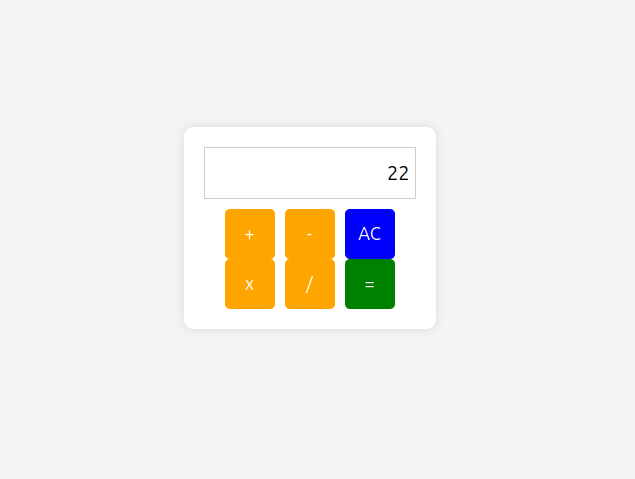 22
+ - AC
x / =